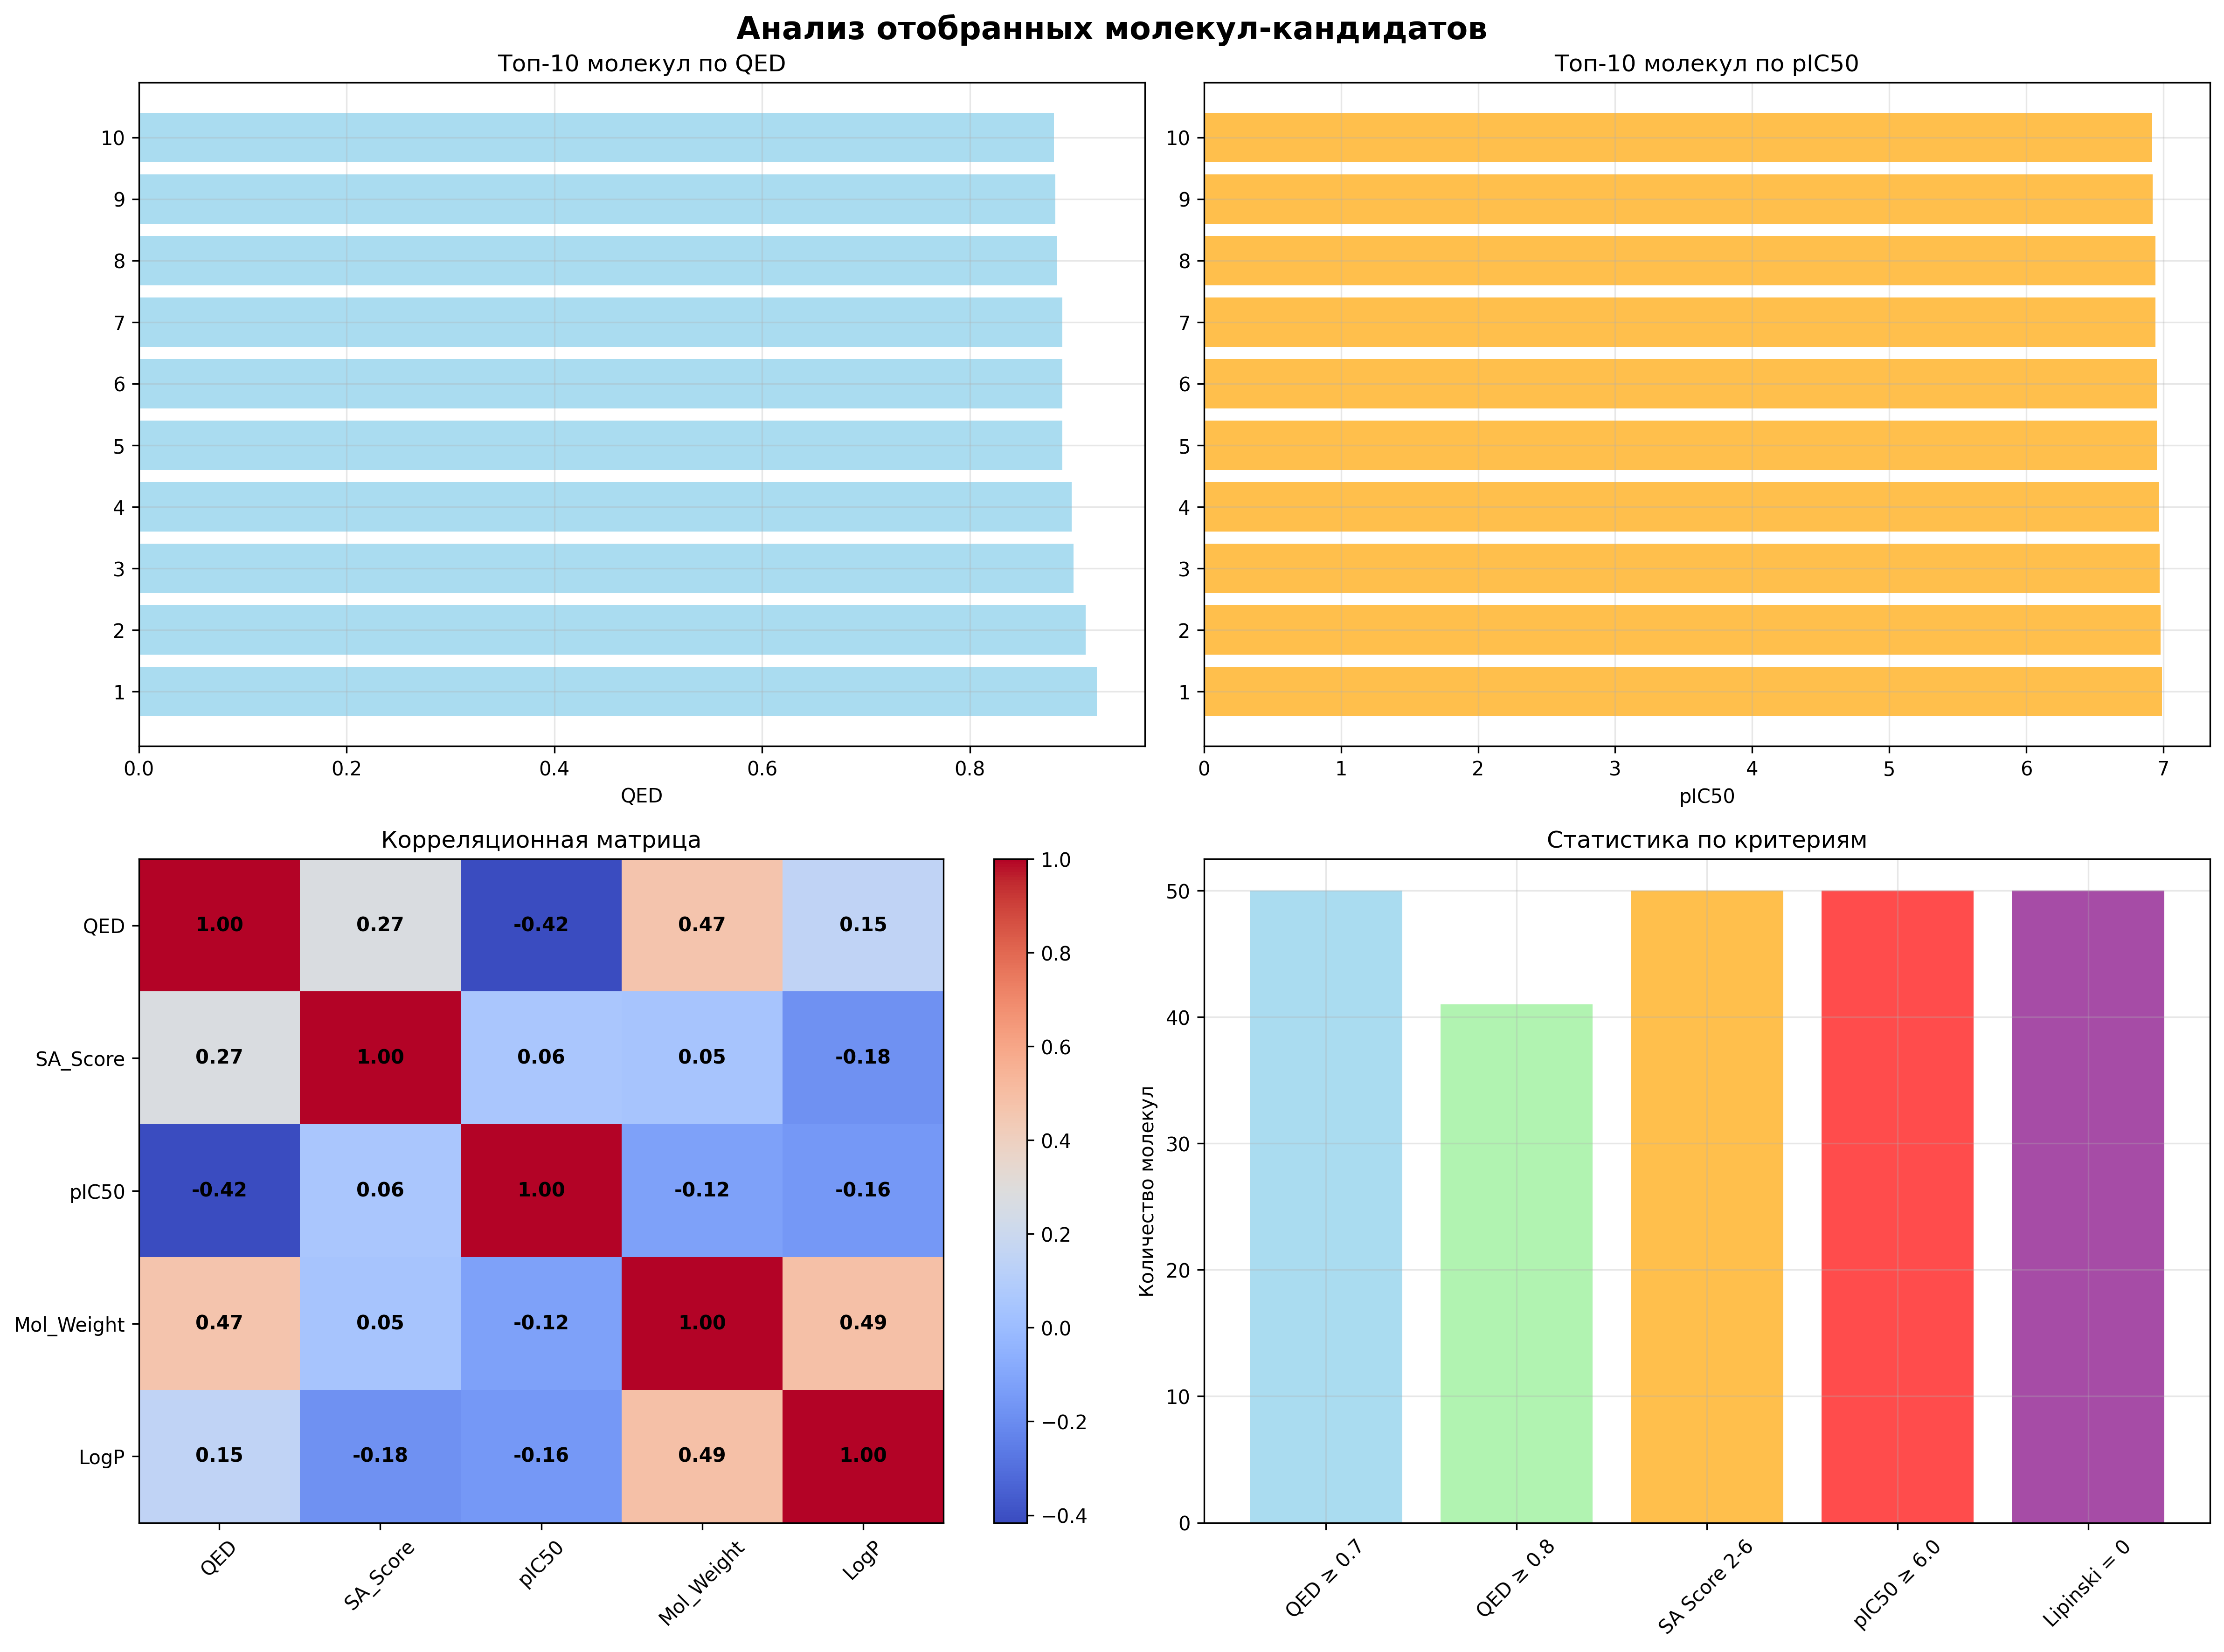 Анализ отобранных молекул-кандидатов
Топ-10 молекул по QED
10
9
8
7
6
5
4
3
2
1
0.0 0.2 0.4 0.6 0.8
QED
Топ-10 молекул по pIC50
10
9
8
7
6
5
4
3
2
1
0 1 2 3 4 5 6 7
pIC50
Корреляционная матрица
QED 1.00 0.27 -0.42 0.47 0.15
SA_Score 0.27 1.00 0.06 0.05 -0.18
pIC50 -0.42 0.06 1.00 -0.12 -0.16
Mol_Weight 0.47 0.05 -0.12 1.00 0.49
LogP 0.15 -0.18 -0.16 0.49 1.00
QED SA_Score pIC50 Mol_Weight LogP
1.0
0.8
0.6
0.4
0.2
0.0
−0.2
−0.4
Статистика по критериям
Количество молекул
50
40
30
20
10
0
QED ≥ 0.7 QED ≥ 0.8 SA Score 2-6 pIC50 ≥ 6.0 Lipinski = 0